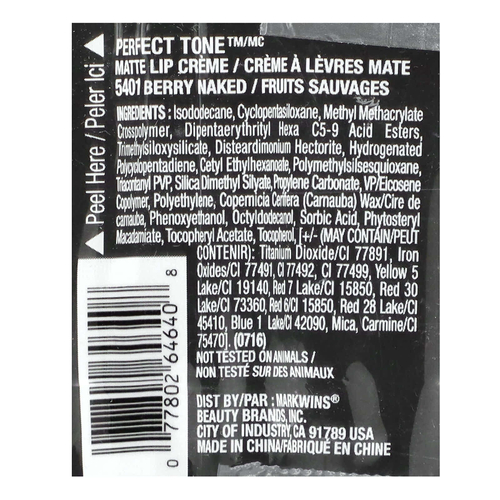 Peel Here / Peler Ici
PERFECT TONE™/MC
MATTE LIP CRÈME / CRÈME À LÈVRES MATE
5401 BERRY NAKED / FRUITS SAUVAGES
INGREDIENTS: Isododecane, Cyclopentasiloxane, Methyl Methacrylate
Crosspolymer, Dipentaerythrityl Hexa C5-9 Acid Esters,
Trimethylsiloxysilicate, Disteardimonium Hectorite, Hydrogenated
Polycyclopentadiene, Cetyl Ethylhexanoate, Polymethylsilsesquioxane,
Triacontanyl PVP, Silica Dimethyl Silyate, Propylene Carbonate, VP/Eicosene
Copolymer, Polyethylene, Copernicia Cerifera (Carnauba) Wax/Cire de
carnauba, Phenoxyethanol, Octyldodecanol, Sorbic Acid, Phytosteryl
Macadamiate, Tocopheryl Acetate, Tocopherol, [+/- (MAY CONTAIN/PEUT
CONTENIR): Titanium Dioxide/CI 77891, Iron
Oxides/CI 77491, CI 77492, CI 77499, Yellow 5
Lake/CI 19140, Red 7 Lake/CI 15850, Red 30
Lake/CI 73360, Red 6/CI 15850, Red 28 Lake/CI
45410, Blue 1 Lake/CI 42090, Mica, Carmine/CI
75470]. (0716)
NOT TESTED ON ANIMALS /
NON TESTÉ SUR DES ANIMAUX
DIST BY/PAR : MARKWINS®
BEAUTY BRANDS, INC.
CITY OF INDUSTRY, CA 91789 USA
MADE IN CHINA/FABRIQUÉ EN CHINE
0 77802 64640 8